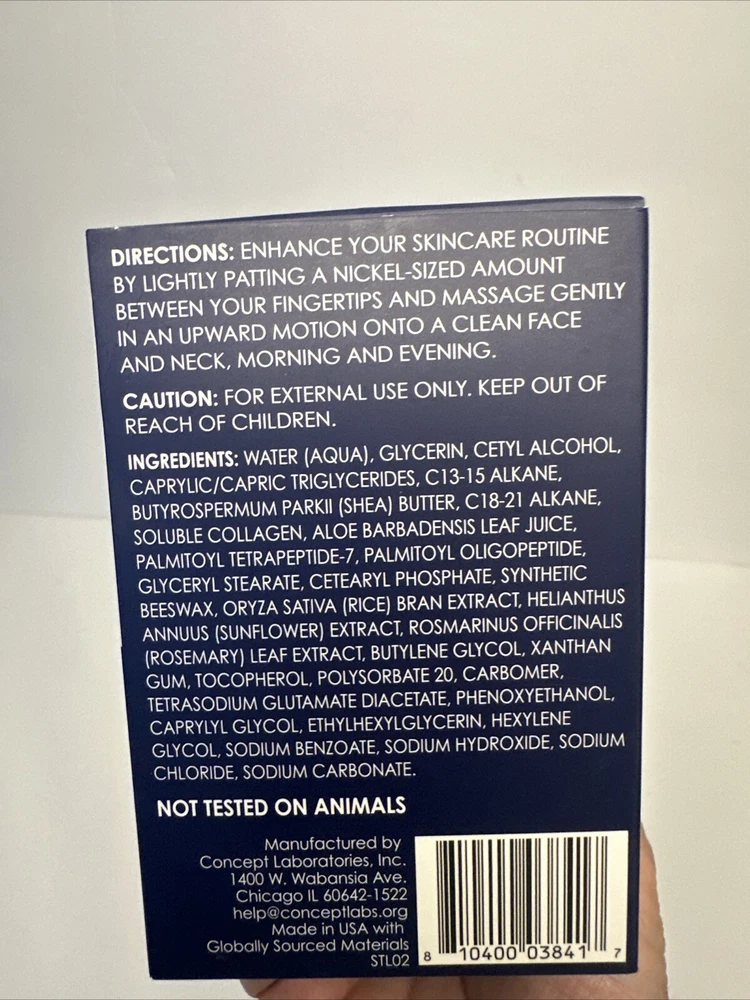 DIRECTIONS: ENHANCE YOUR SKINCARE ROUTINE
BY LIGHTLY PATTING A NICKEL-SIZED AMOUNT
BETWEEN YOUR FINGERTIPS AND MASSAGE GENTLY
IN AN UPWARD MOTION ONTO A CLEAN FACE
AND NECK, MORNING AND EVENING.
CAUTION: FOR EXTERNAL USE ONLY. KEEP OUT OF
REACH OF CHILDREN.
INGREDIENTS: WATER (AQUA), GLYCERIN, CETYL ALCOHOL,
CAPRYLIC/CAPRIC TRIGLYCERIDES, C13-15 ALKANE,
BUTYROSPERMUM PARKII (SHEA) BUTTER, C18-21 ALKANE,
SOLUBLE COLLAGEN, ALOE BARBADENSIS LEAF JUICE,
PALMITOYL TETRAPEPTIDE-7, PALMITOYL OLIGOPEPTIDE,
GLYCERYL STEARATE, CETEARYL PHOSPHATE, SYNTHETIC
BEESWAX, ORYZA SATIVA (RICE) BRAN EXTRACT, HELIANTHUS
ANNUUS (SUNFLOWER) EXTRACT, ROSMARINUS OFFICINALIS
(ROSEMARY) LEAF EXTRACT, BUTYLENE GLYCOL, XANTHAN
GUM, TOCOPHEROL, POLYSORBATE 20, CARBOMER,
TETRASODIUM GLUTAMATE DIACETATE, PHENOXYETHANOL,
CAPRYLYL GLYCOL, ETHYLHEXYLGLYCERIN, HEXYLENE
GLYCOL, SODIUM BENZOATE, SODIUM HYDROXIDE, SODIUM
CHLORIDE, SODIUM CARBONATE.
NOT TESTED ON ANIMALS
Manufactured by
Concept Laboratories, Inc.
1400 W. Wabansia Ave.
Chicago IL 60642-1522
help@conceptlabs.org
Made in USA with
Globally Sourced Materials
STL02
8 10400 03841 7